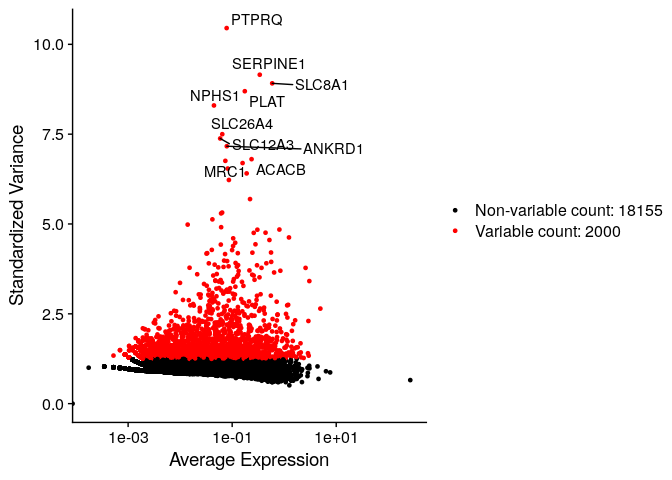 PTPRQ
10.0
SERPINE1
SLC8A1
NPHS1
PLAT
SLC26A4
7.5
SLC12A3
ANKRD1
MRC1
ACACB
Standardized Variance
5.0
Non-variable count: 18155
Variable count: 2000
2.5
0.0
1e-03
1e-01
1e+01
Average Expression